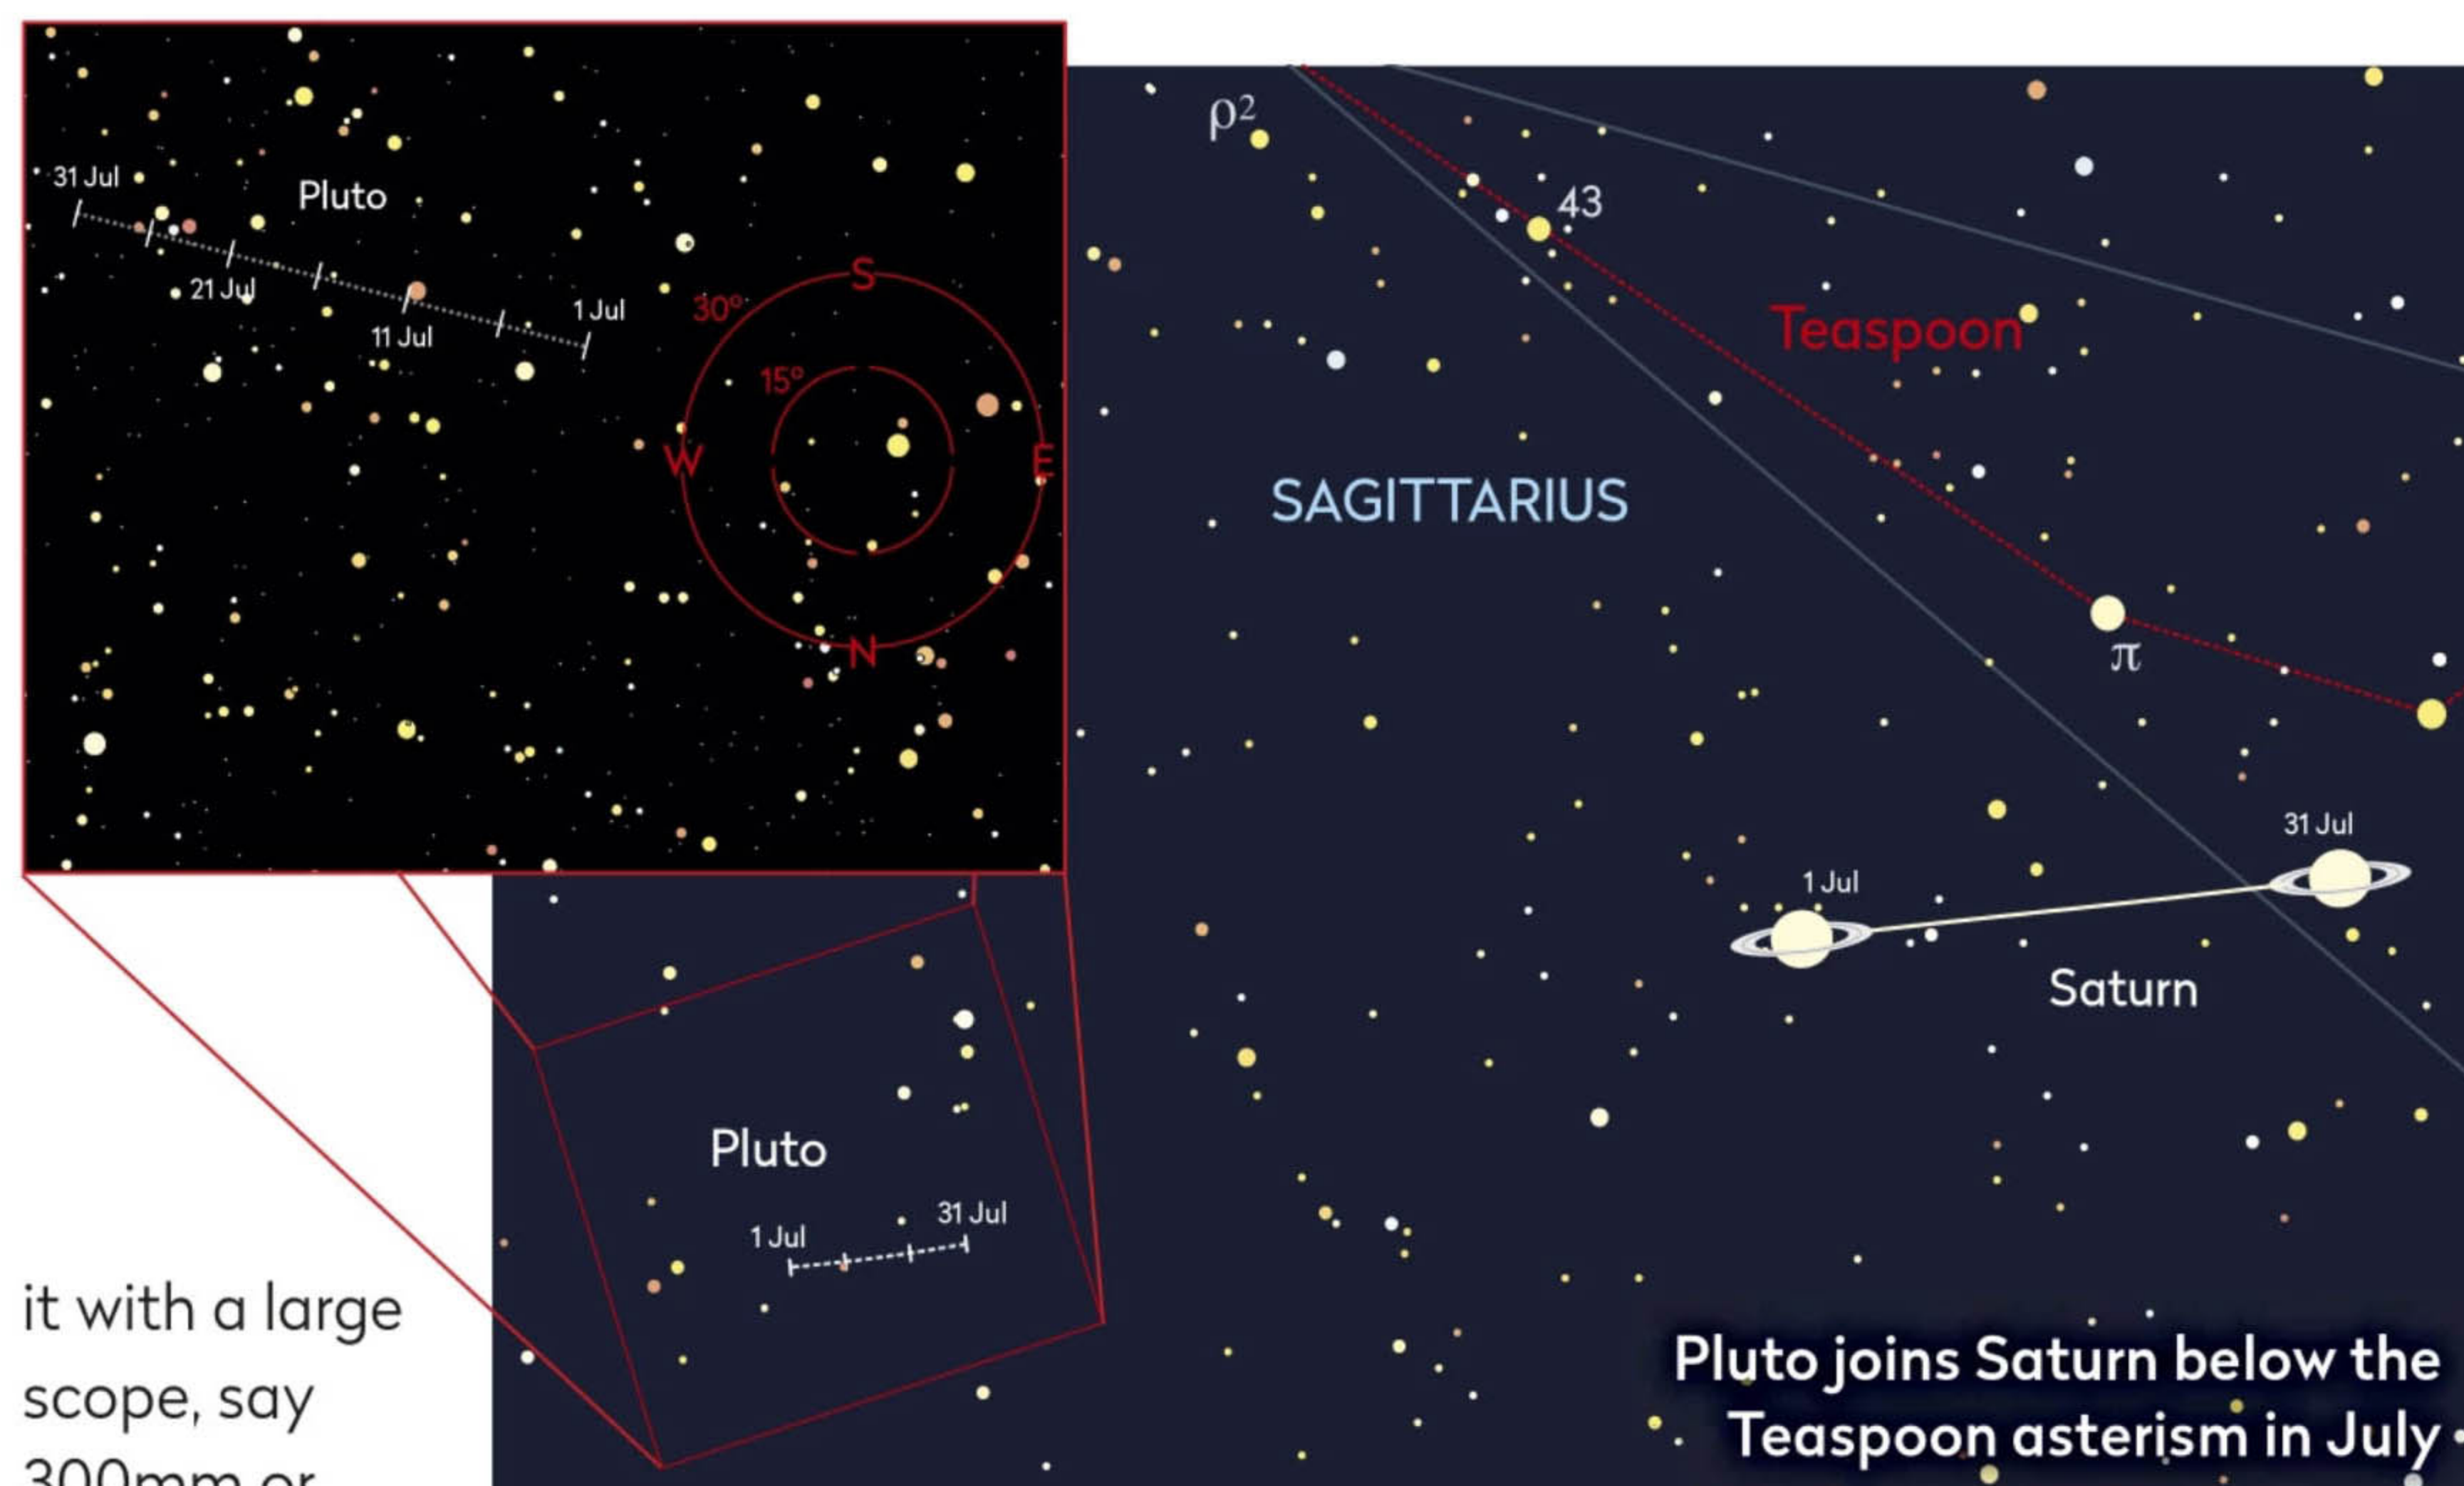 31 Jul
Pluto
21 Jul
11 Jul
1 Jul
S
30°
15°
W
E
N
ρ²
43
Teaspoon
SAGITTARIUS
π
31 Jul
1 Jul
Saturn
Pluto
1 Jul
31 Jul
it with a large
scope, say
300mm or
Pluto joins Saturn below the
Teaspoon asterism in July